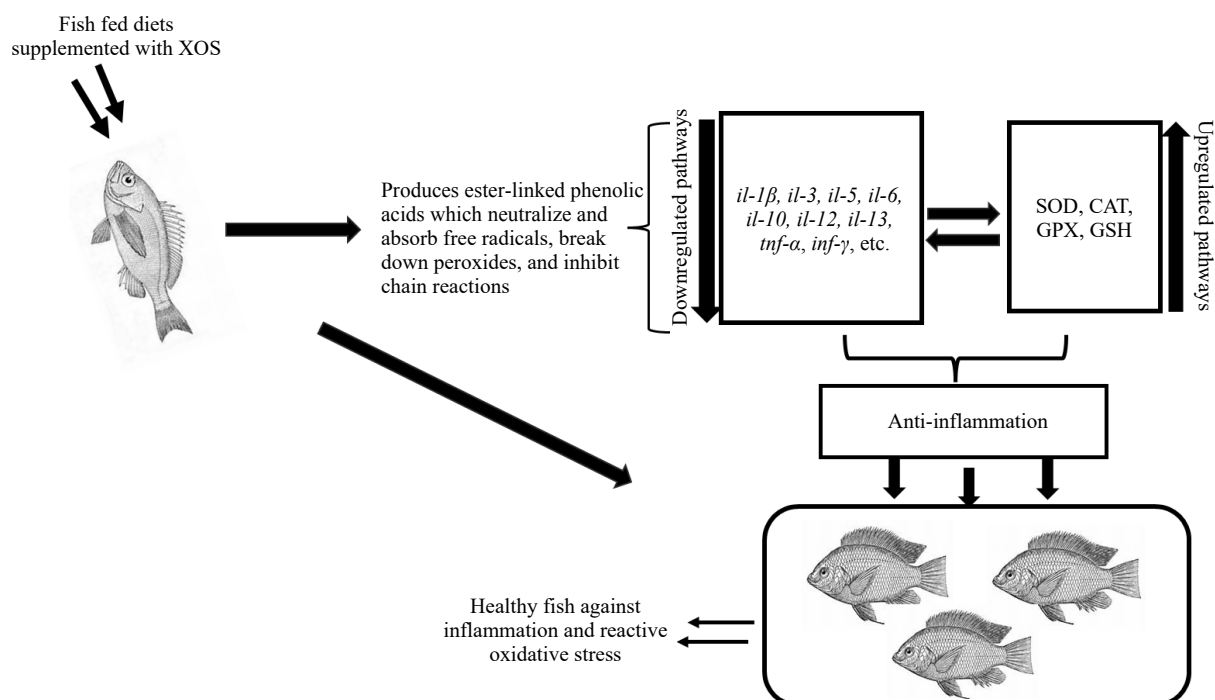 Fish fed diets
supplemented with XOS
Produces ester-linked phenolic
acids which neutralize and
absorb free radicals, break
down peroxides, and inhibit
chain reactions
Downregulated pathways
il-1β, il-3, il-5, il-6,
il-10, il-12, il-13,
tnf-α, inf-γ, etc.
SOD, CAT,
GPX, GSH
Upregulated pathways
Anti-inflammation
Healthy fish against
inflammation and reactive
oxidative stress